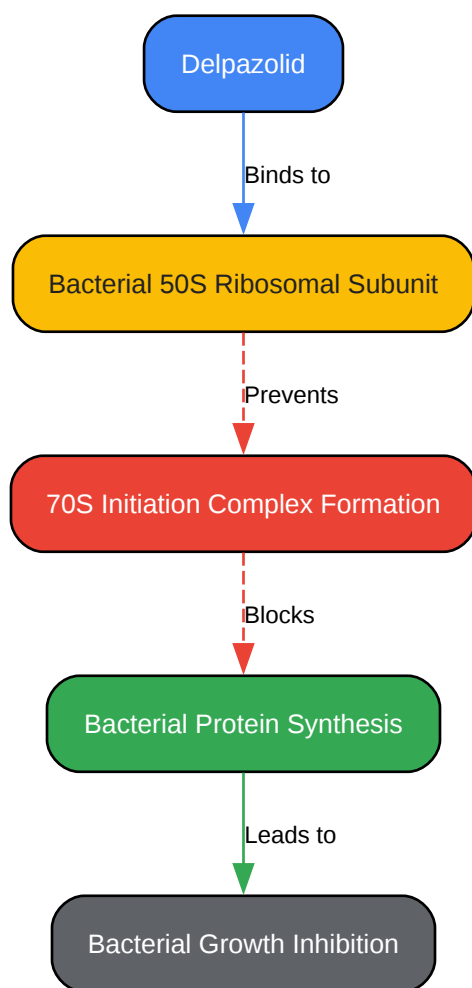 Delpazolid
Binds to
Bacterial 50S Ribosomal Subunit
Prevents
70S Initiation Complex Formation
Blocks
Bacterial Protein Synthesis
Leads to
Bacterial Growth Inhibition